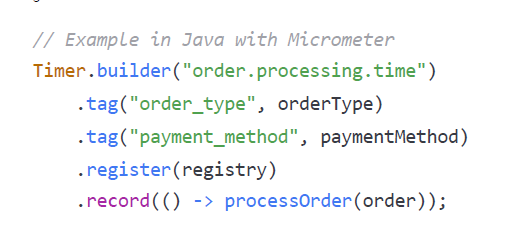 // Example in Java with Micrometer
Timer.builder("order.processing.time")
    .tag("order_type", orderType)
    .tag("payment_method", paymentMethod)
    .register(registry)
    .record(() -> processOrder(order));